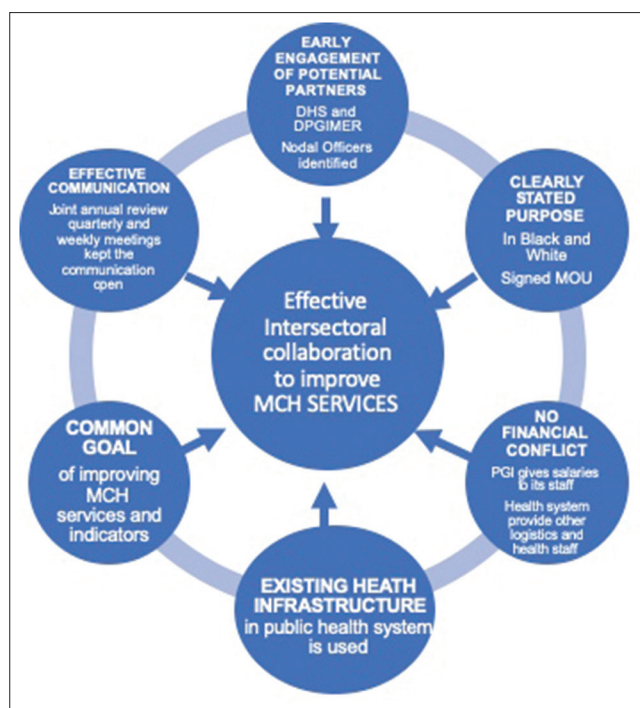 EARLY
ENGAGEMENT
OF POTENTIAL
PARTNERS
DHS and
DPGIMER
Nodal Officers
identified
CLEARLY
STATED
PURPOSE
In Black and
White
Signed MOU
NO
FINANCIAL
CONFLICT
PGI gives salaries
to its staff
Health system
provide other
logistics and
health staff
EXISTING HEATH
INFRASTRUCTURE
in public health system
is used
COMMON
GOAL
of improving
MCH
services and
indicators
EFFECTIVE
COMMUNICATION
Joint annual review
quarterly and
weekly meetings
kept the
communication
open
Effective
Intersectoral
collaboration
to improve
MCH SERVICES